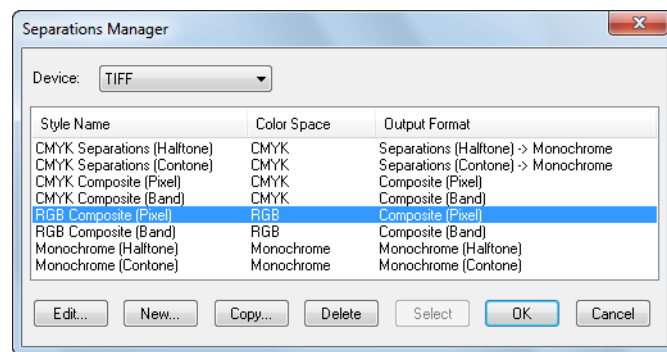 Separations Manager
Device: TIFF
Style Name Color Space Output Format
CMYK Separations (Halftone) CMYK Separations (Halftone) -> Monochrome
CMYK Separations (Contone) CMYK Separations (Contone) -> Monochrome
CMYK Composite (Pixel) CMYK Composite (Pixel)
CMYK Composite (Band) CMYK Composite (Band)
RGB Composite (Pixel) RGB Composite (Pixel)
RGB Composite (Band) RGB Composite (Band)
Monochrome (Halftone) Monochrome Monochrome (Halftone)
Monochrome (Contone) Monochrome Monochrome (Contone)
Edit... New... Copy... Delete Select OK Cancel